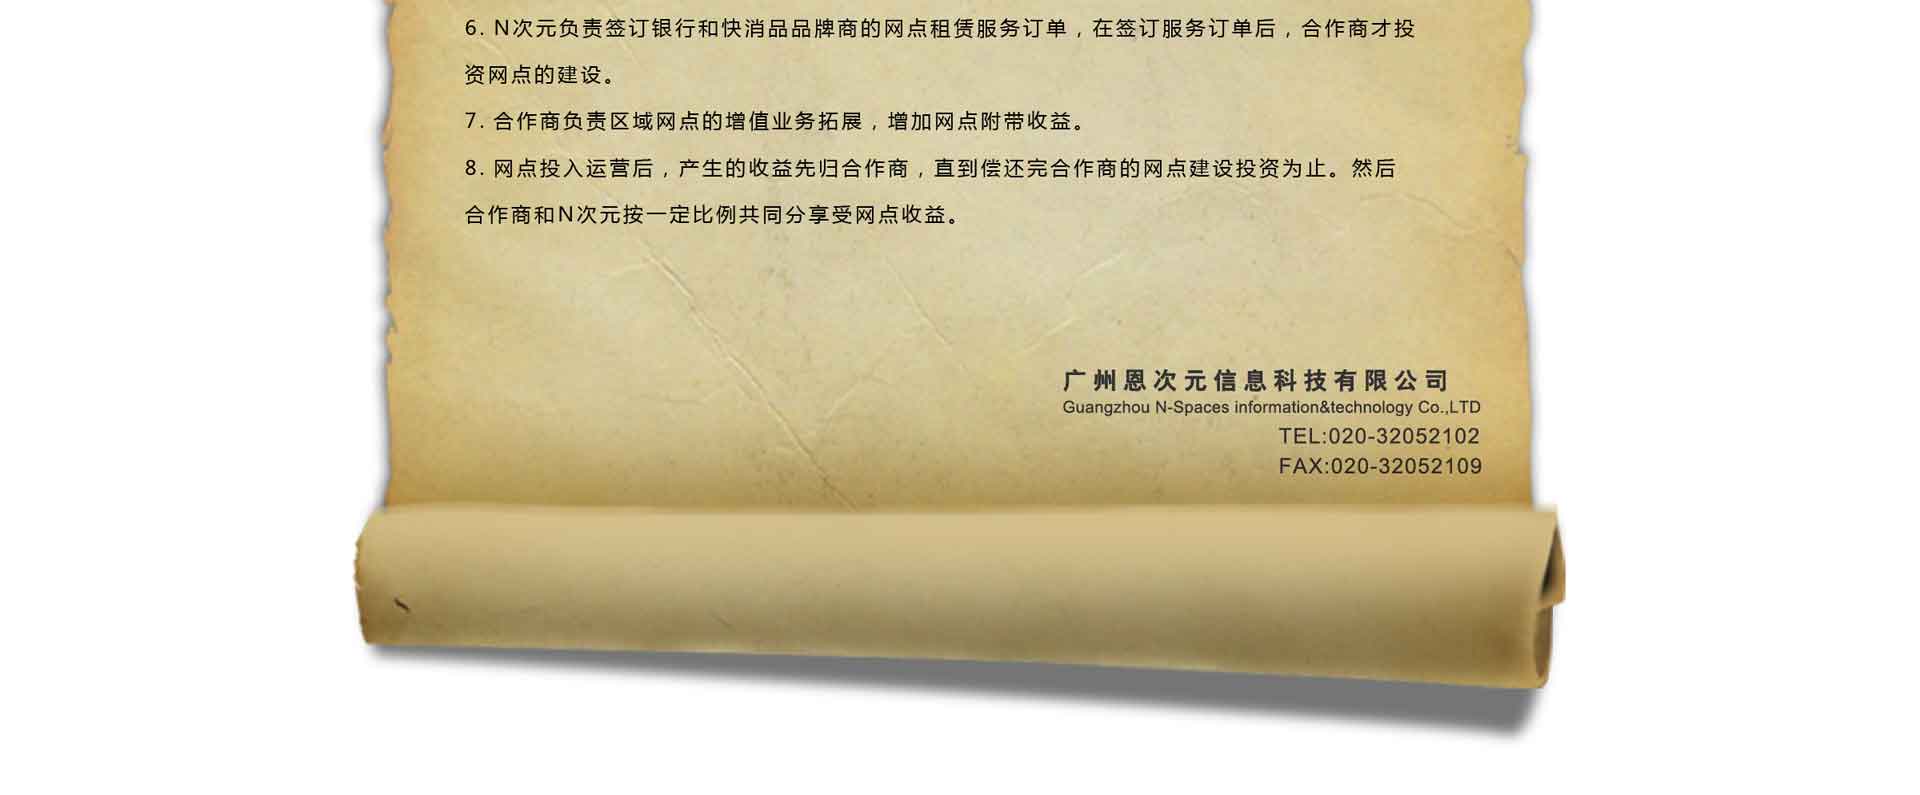 6. N次元负责签订银行和快消品品牌商的网点租赁服务订单，在签订服务订单后，合作商才投
资网点的建设。
7. 合作商负责区域网点的增值业务拓展，增加网点附带收益。
8. 网点投入运营后，产生的收益先归合作商，直到偿还完合作商的网点建设投资为止。然后
合作商和N次元按一定比例共同分享受网点收益。
广州恩次元信息科技有限公司
Guangzhou N-Spaces information&technology Co.,LTD
TEL:020-32052102
FAX:020-32052109